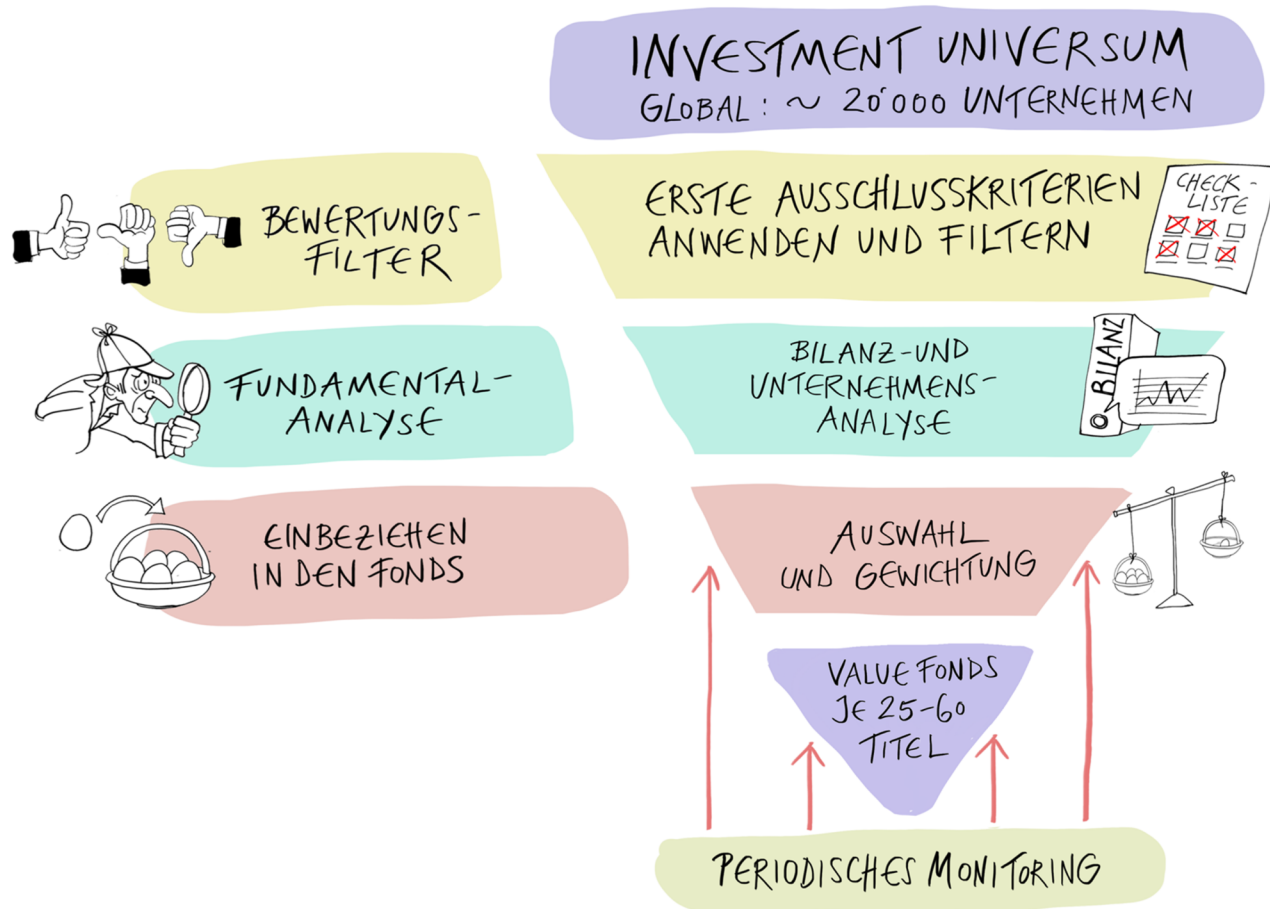 INVESTMENT UNIVERSUM
GLOBAL: ~ 20'000 UNTERNEHMEN
BEWERTUNGS-
FILTER
ERSTE AUSSCHLUSSKRITERIEN
ANWENDEN UND FILTERN
CHECK-
LISTE
FUNDAMENTAL-
ANALYSE
BILANZ-UND
UNTERNEHMENS-
ANALYSE
BILANZ
EINBEZIEHEN
IN DEN FONDS
AUSWAHL
UND GEWICHTUNG
VALUE FONDS
JE 25-60
TITEL
PERIODISCHES MONITORING